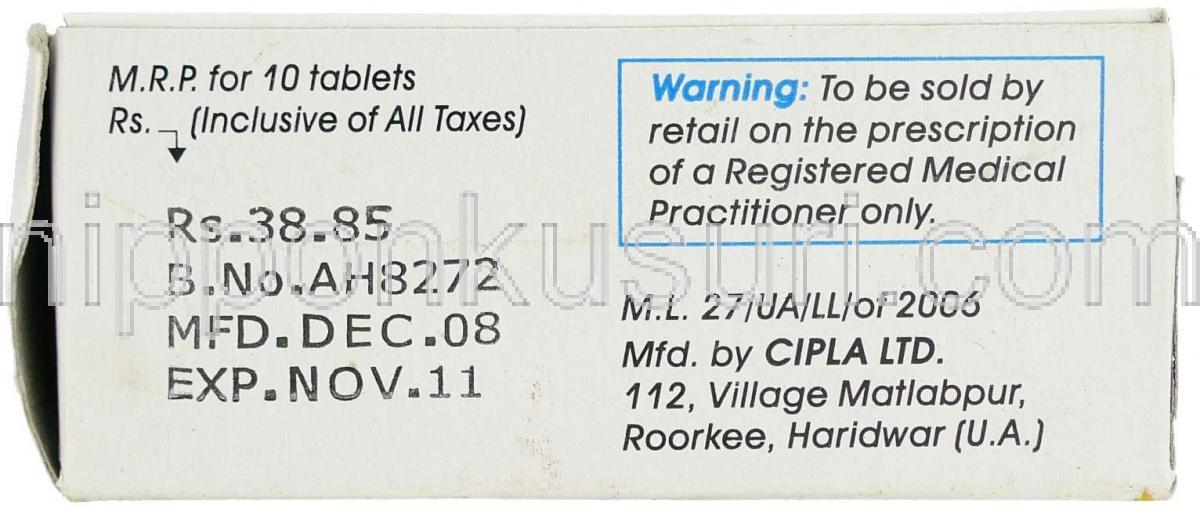 M.R.P. for 10 tablets
Rs. (Inclusive of All Taxes)
Rs.38.85
B.No.AH8272
MFD.DEC.08
EXP.NOV.11
Warning: To be sold by
retail on the prescription
of a Registered Medical
Practitioner only.
M.L. 27/UA/LL/of 2006
Mfd. by CIPLA LTD.
112, Village Matlabpur,
Roorkee, Haridwar (U.A.)
nipponkusuri.com